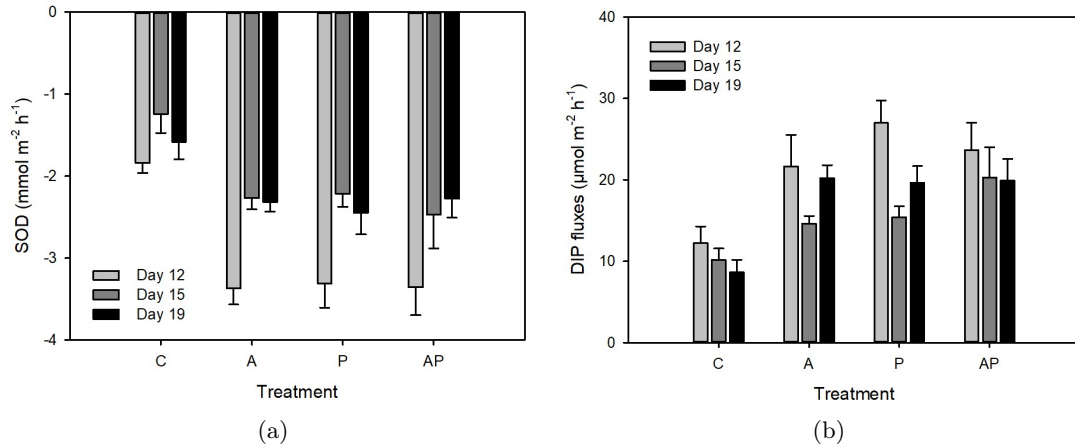 0
-1
-2
-3
-4
SOD (mmol m⁻² h⁻¹)
Day 12
Day 15
Day 19
C A P AP
Treatment
(a)
40
30
20
10
0
DIP fluxes (μmol m⁻² h⁻¹)
Day 12
Day 15
Day 19
C A P AP
Treatment
(b)